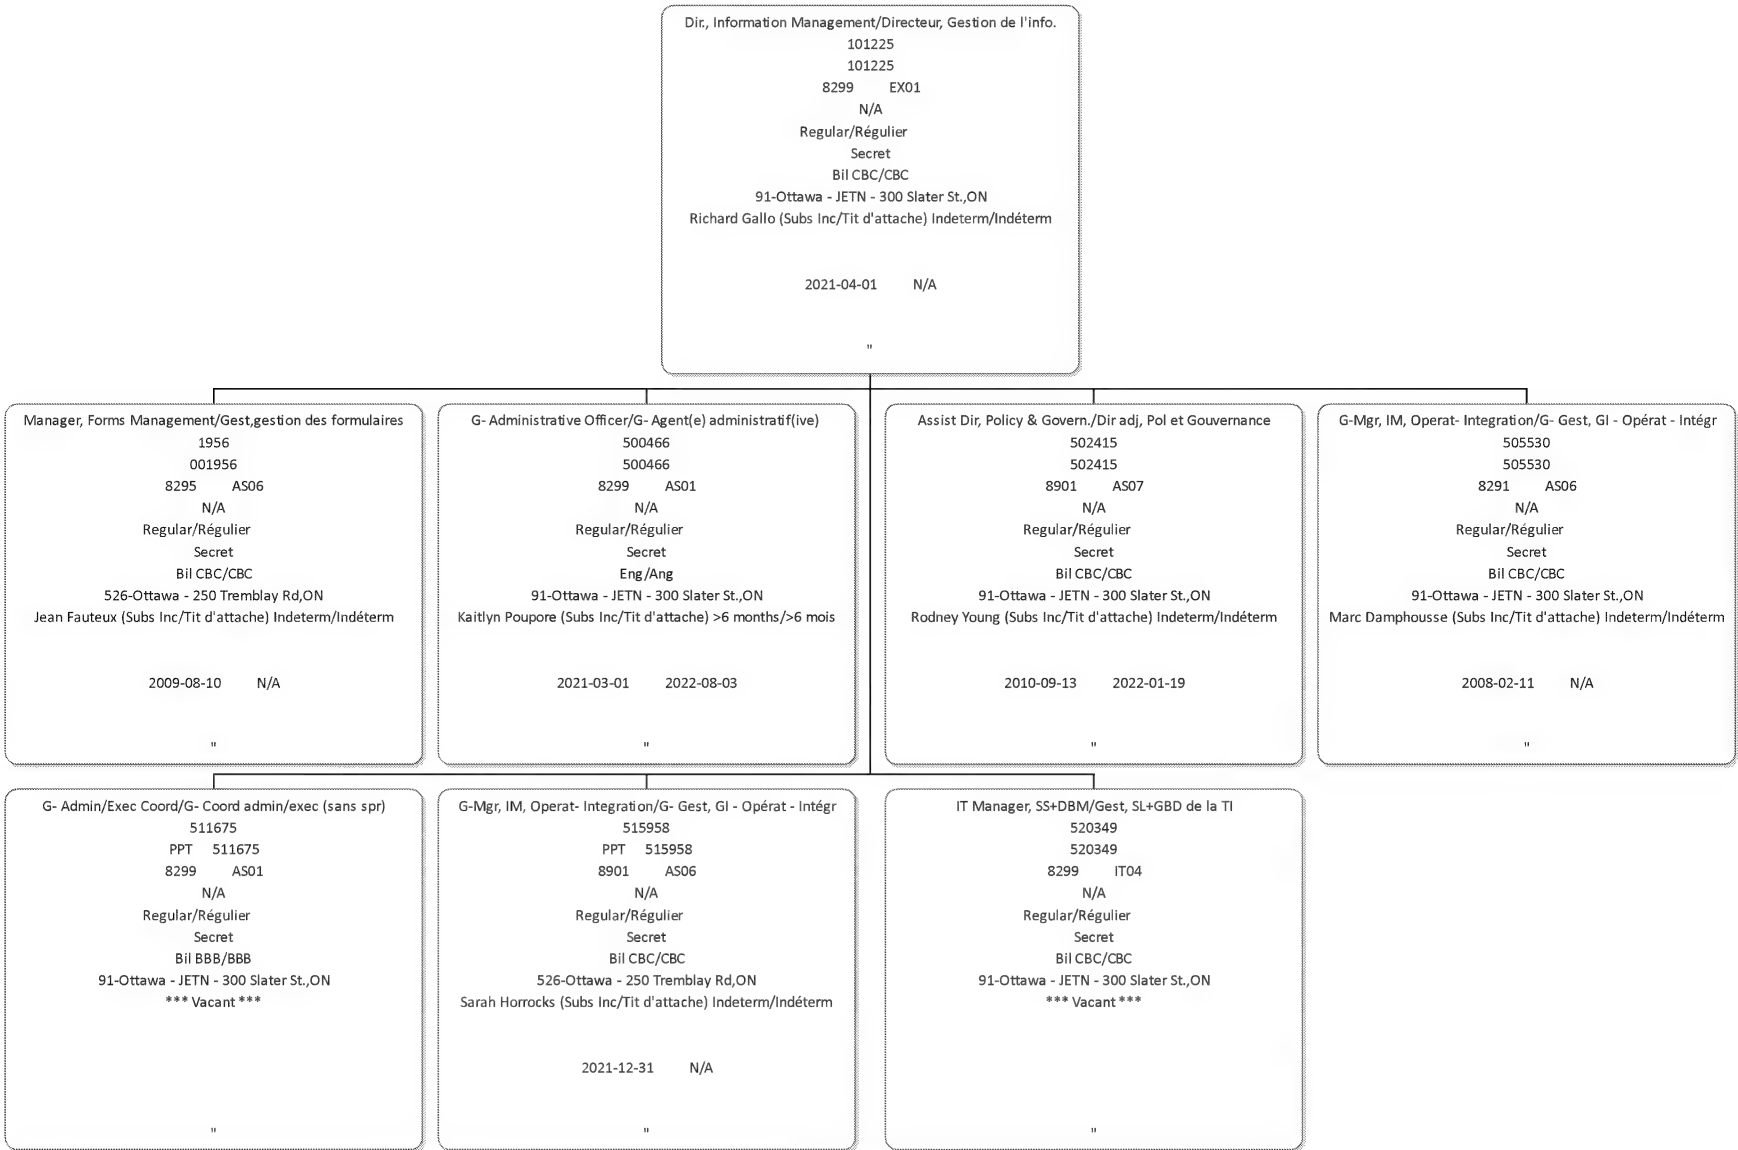 Dir., Information Management/Directeur, Gestion de l'info.
101225
101225
8299 EX01
N/A
Regular/Régulier
Secret
Bil CBC/CBC
91-Ottawa - JETN - 300 Slater St.,ON
Richard Gallo (Subs Inc/Tit d'attache) Indeterm/Indéterm
2021-04-01 N/A
"
Manager, Forms Management/Gest,gestion des formulaires
1956
001956
8295 AS06
N/A
Regular/Régulier
Secret
Bil CBC/CBC
526-Ottawa - 250 Tremblay Rd,ON
Jean Fauteux (Subs Inc/Tit d'attache) Indeterm/Indéterm
2009-08-10 N/A
"
G- Administrative Officer/G- Agent(e) administratif(ive)
500466
500466
8299 AS01
N/A
Regular/Régulier
Secret
Eng/Ang
91-Ottawa - JETN - 300 Slater St.,ON
Kaitlyn Poupore (Subs Inc/Tit d'attache) >6 months/>6 mois
2021-03-01 2022-08-03
"
Assist Dir, Policy & Govern./Dir adj, Pol et Gouvernance
502415
502415
8901 AS07
N/A
Regular/Régulier
Secret
Bil CBC/CBC
91-Ottawa - JETN - 300 Slater St.,ON
Rodney Young (Subs Inc/Tit d'attache) Indeterm/Indéterm
2010-09-13 2022-01-19
"
G-Mgr, IM, Operat- Integration/G- Gest, GI - Opérat - Intégr
505530
505530
8291 AS06
N/A
Regular/Régulier
Secret
Bil CBC/CBC
91-Ottawa - JETN - 300 Slater St.,ON
Marc Damphousse (Subs Inc/Tit d'attache) Indeterm/Indéterm
2008-02-11 N/A
"
G- Admin/Exec Coord/G- Coord admin/exec (sans spr)
511675
PPT 511675
8299 AS01
N/A
Regular/Régulier
Secret
Bil BBB/BBB
91-Ottawa - JETN - 300 Slater St.,ON
*** Vacant ***
"
G-Mgr, IM, Operat- Integration/G- Gest, GI - Opérat - Intégr
515958
PPT 515958
8901 AS06
N/A
Regular/Régulier
Secret
Bil CBC/CBC
526-Ottawa - 250 Tremblay Rd,ON
Sarah Horrocks (Subs Inc/Tit d'attache) Indeterm/Indéterm
2021-12-31 N/A
"
IT Manager, SS+DBM/Gest, SL+GBD de la TI
520349
520349
8299 IT04
N/A
Regular/Régulier
Secret
Bil CBC/CBC
91-Ottawa - JETN - 300 Slater St.,ON
*** Vacant ***
"